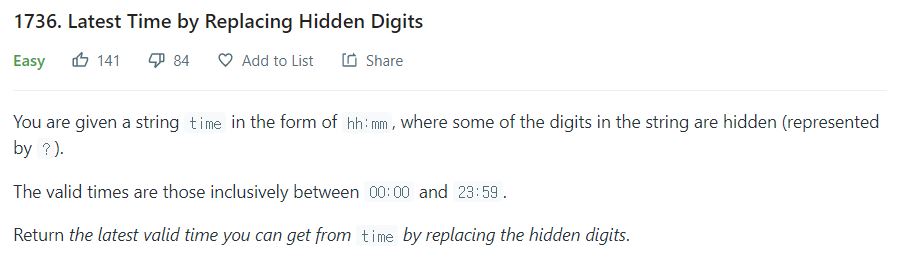 1736. Latest Time by Replacing Hidden Digits
Easy 141 84 Add to List Share
You are given a string time in the form of hh:mm, where some of the digits in the string are hidden (represented
by ?).
The valid times are those inclusively between 00:00 and 23:59.
Return the latest valid time you can get from time by replacing the hidden digits.